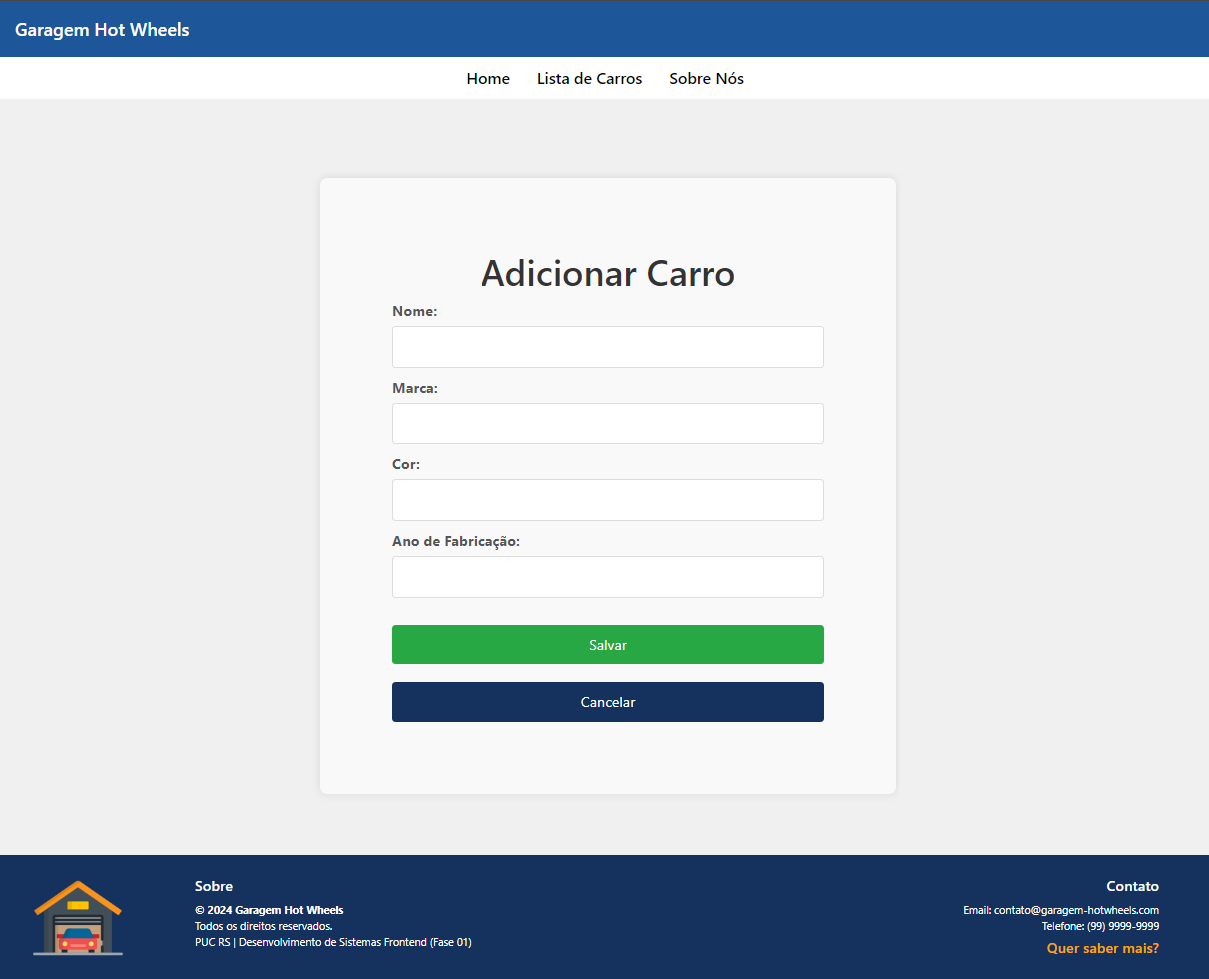 Garagem Hot Wheels
Home Lista de Carros Sobre Nós
Adicionar Carro
Nome:
Marca:
Cor:
Ano de Fabricação:
Salvar
Cancelar
Sobre
© 2024 Garagem Hot Wheels
Todos os direitos reservados.
PUC RS | Desenvolvimento de Sistemas Frontend (Fase 01)
Contato
Email: contato@garagem-hotwheels.com
Telefone: (99) 9999-9999
Quer saber mais?